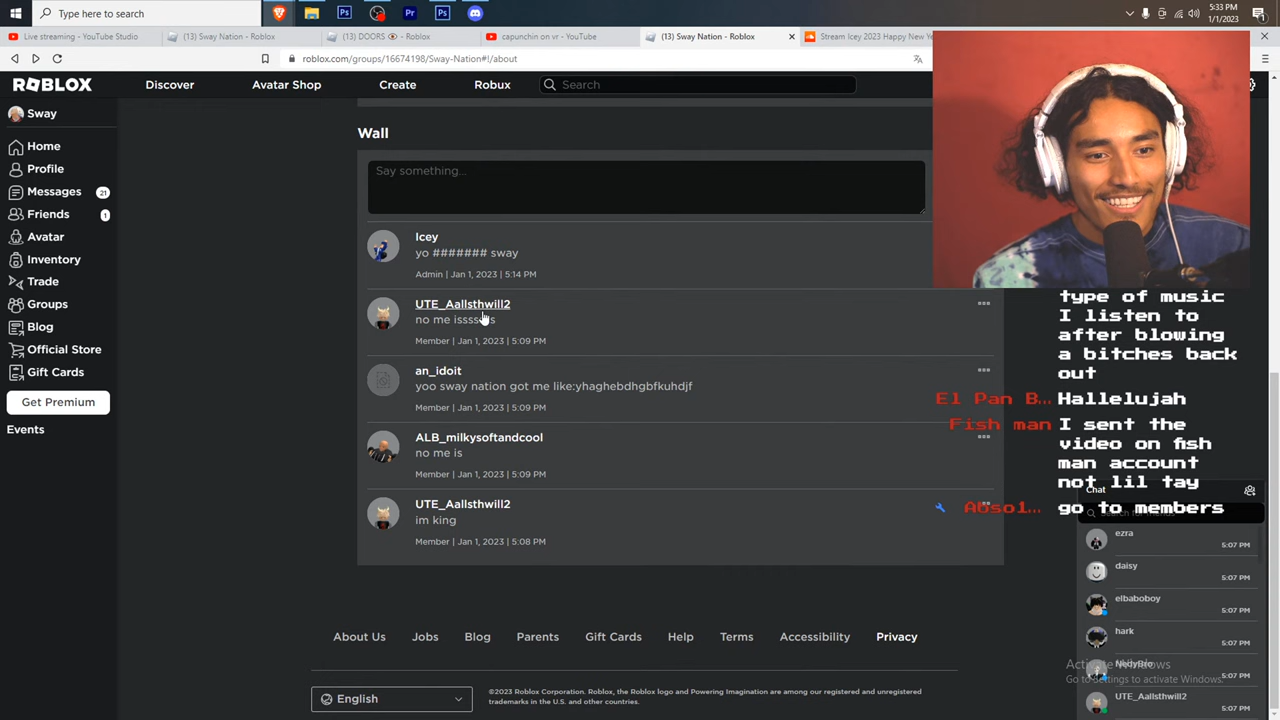 Type here to search
5:33 PM
1/1/2023
Live streaming - YouTube Studio
(13) Sway Nation - Roblox
(13) DOORS 👁 - Roblox
capunchin on vr - YouTube
(13) Sway Nation - Roblox
Stream Icey 2023 Happy New Ye
roblox.com/groups/16674198/Sway-Nation#!/about
ROBLOX
Discover
Avatar Shop
Create
Robux
Search
Sway
Home
Profile
Messages
21
Friends
1
Avatar
Inventory
Trade
Groups
Blog
Official Store
Gift Cards
Get Premium
Events
Wall
Say something...
Icey
yo ####### sway
Admin | Jan 1, 2023 | 5:14 PM
UTE_Aallsthwill2
Member | Jan 1, 2023 | 5:09 PM
no me
an_idoit
yoo sway nation got me like:yhaghebdhgbfkuhdjf
Member | Jan 1, 2023 | 5:09 PM
ALB_milkysoftandcool
no me is
Member | Jan 1, 2023 | 5:09 PM
UTE_Aallsthwill2
im king
Member | Jan 1, 2023 | 5:08 PM
type of music
I listen to
after blowing
a bitches back
out
El Pan B… Hallelujah
Fish man I sent the
video on fish
man account
not lil tay
Absol… go to members
Chat
Search for friends
ezra
5:07 PM
daisy
5:07 PM
elbaboboy
5:07 PM
hark
5:07 PM
NedyBro
5:07 PM
UTE_Aallsthwill2
5:07 PM
Activate Windows
Go to Settings to activate Windows.
About Us
Jobs
Blog
Parents
Gift Cards
Help
Terms
Accessibility
Privacy
English
©2023 Roblox Corporation. Roblox, the Roblox logo and Powering Imagination are among our registered and unregistered
trademarks in the U.S. and other countries.